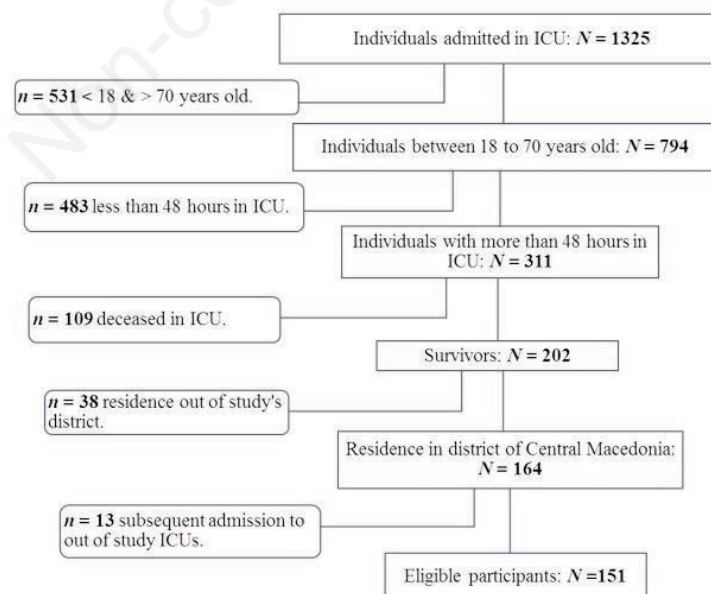 Non-co
Individuals admitted in ICU: N = 1325
n = 531 < 18 & > 70 years old.
Individuals between 18 to 70 years old: N = 794
n = 483 less than 48 hours in ICU.
Individuals with more than 48 hours in
ICU: N = 311
n = 109 deceased in ICU.
Survivors: N = 202
n = 38 residence out of study's
district.
Residence in district of Central Macedonia:
N = 164
n = 13 subsequent admission to
out of study ICUs.
Eligible participants: N =151